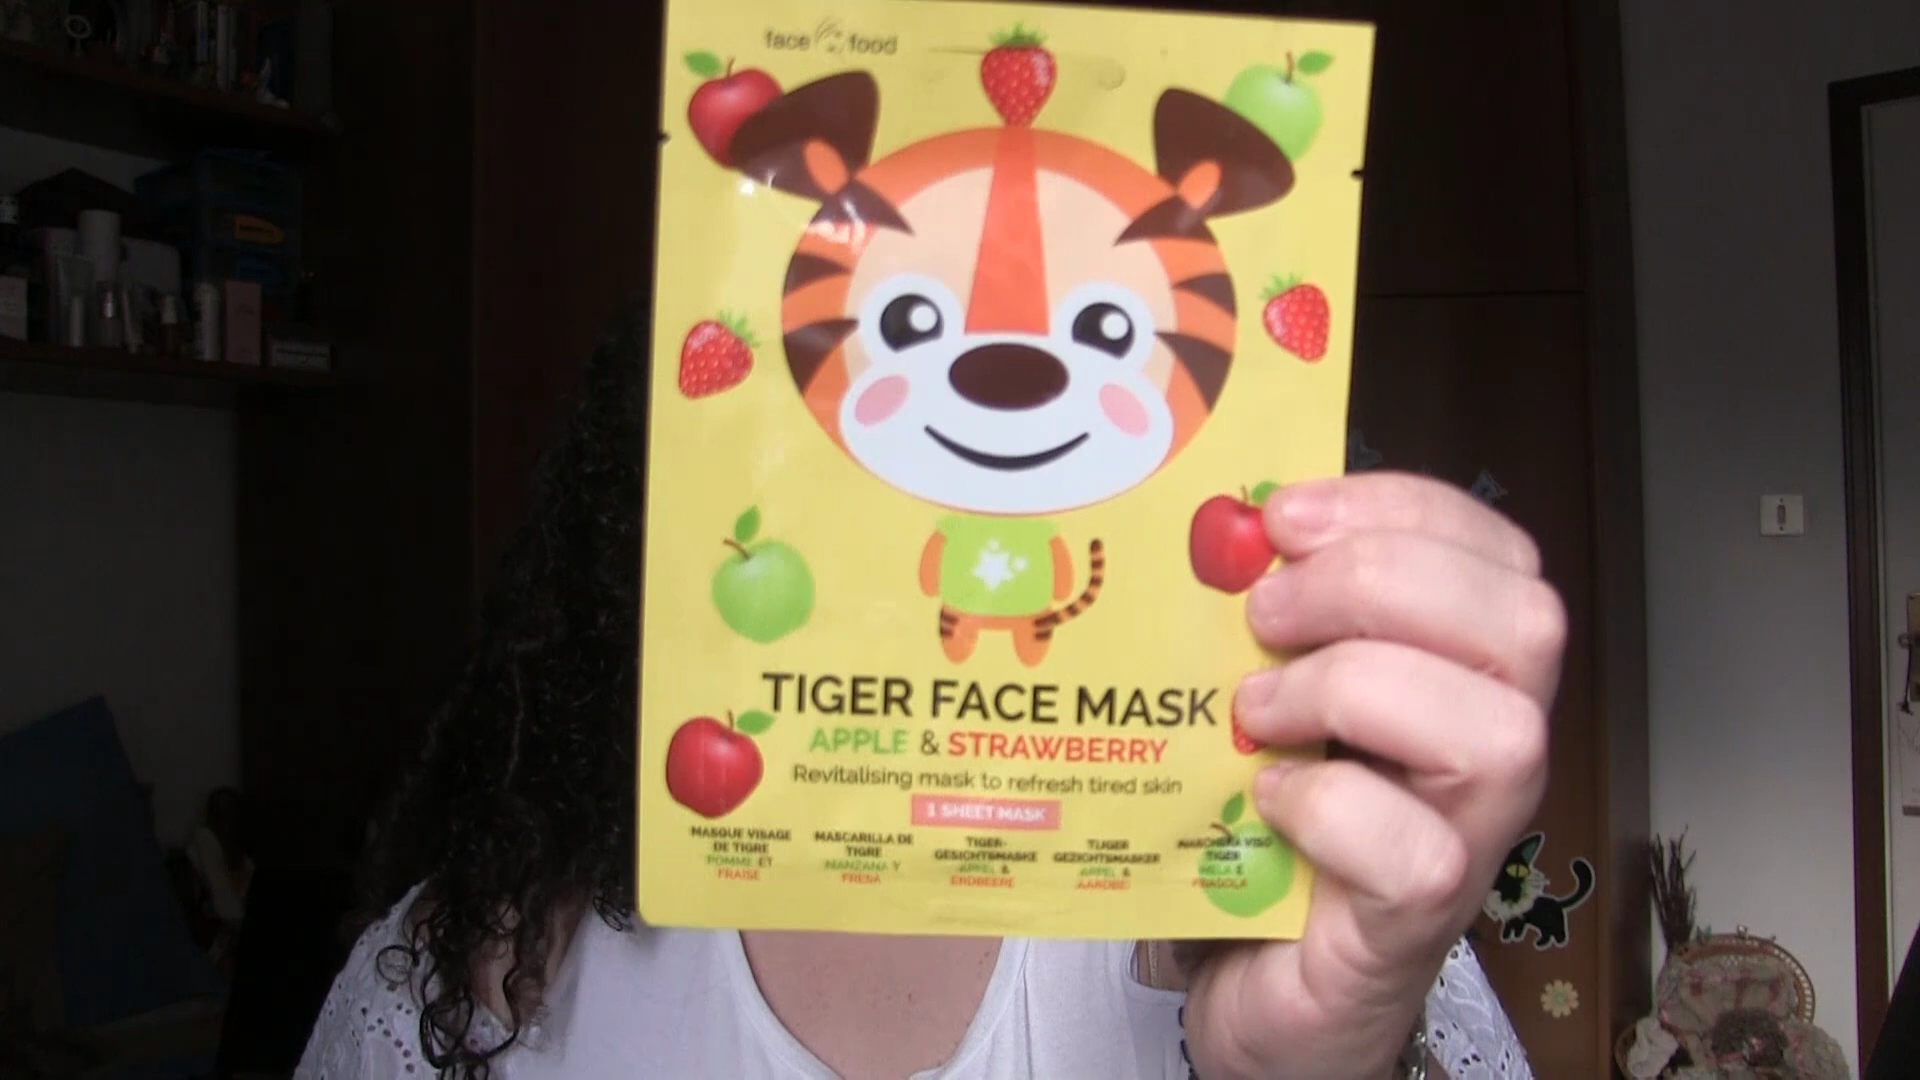 face food
TIGER FACE MASK
APPLE & STRAWBERRY
Revitalising mask to refresh tired skin
1 SHEET MASK
MASQUE VISAGE
DE TIGRE
POMME ET
FRAISE
MASCARILLA DE
TIGRE
MANZANA Y
FRESA
TIGER-
GESICHTSMASKE
APFEL &
ERDBEERE
TIJGER
GEZICHTSMASKER
APPEL &
AARDBEI
MASCHERA VISO
TIGER
MELA E
FRAGOLA